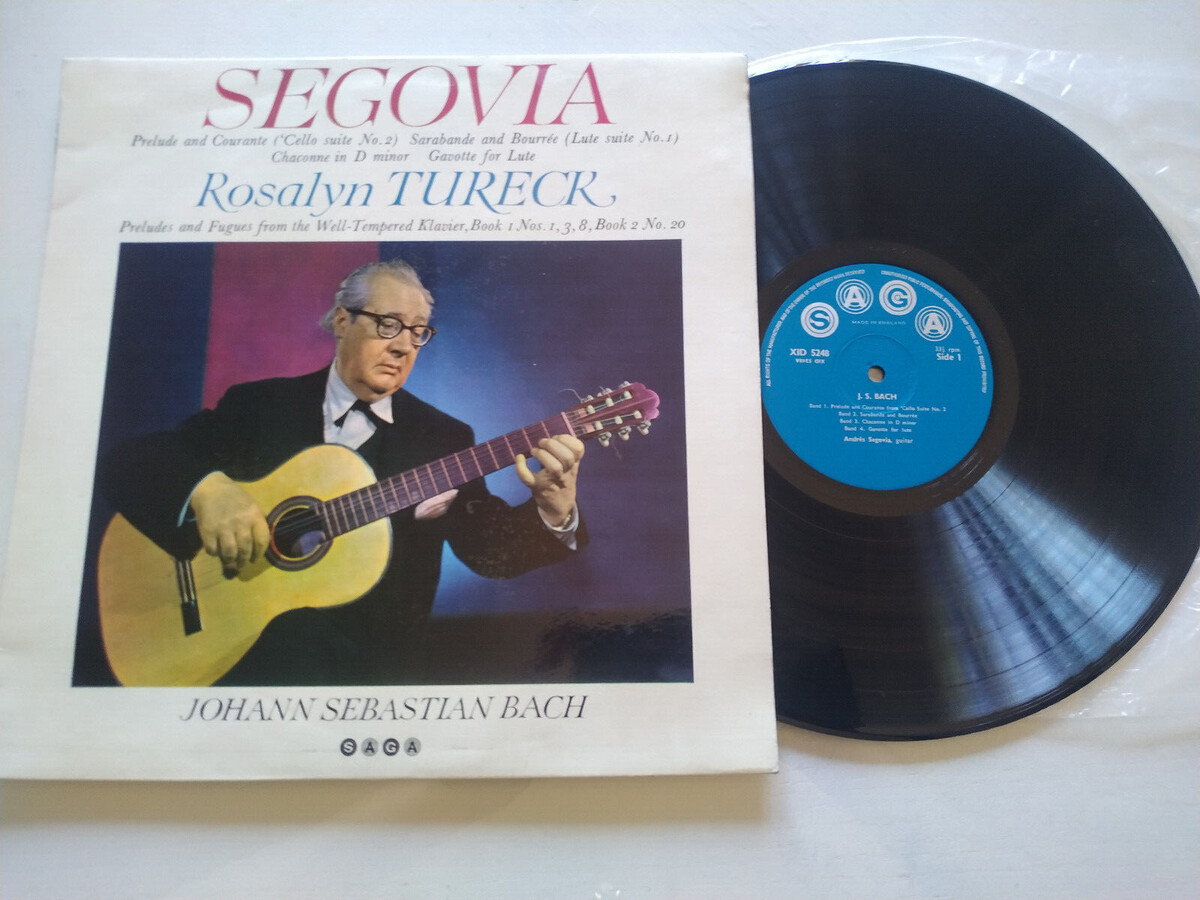 SEGOVIA
Prelude and Courante ('Cello suite No. 2) Sarabande and Bourrée (Lute suite No. 1)
Chaconne in D minor Gavotte for Lute
Rosalyn TURECK
Preludes and Fugues from the Well-Tempered Klavier, Book 1 Nos. 1, 3, 8, Book 2 No. 20
JOHANN SEBASTIAN BACH
SAGA
SAGA
MADE IN ENGLAND
XID 5248
33⅓ rpm
Side 1
J. S. BACH
Band 1. Prelude and Courante from 'Cello Suite No. 2
Band 2. Sarabande and Bourrée
Band 3. Chaconne in D minor
Band 4. Gavotte for lute
Andrés Segovia, guitar